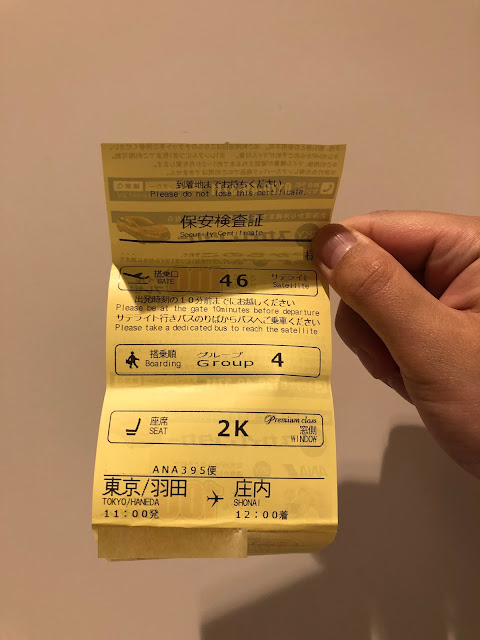 到着地までお持ちください
Please do not lose this certificate.
保安検査証
Security Certificate
様
搭乗口 46 サテライト
GATE Satellite
出発時刻の10分前までにお越しください
Please be at the gate 10minutes before departure
サテライト行きバスのりばからバスへご乗車ください
Please take a dedicated bus to reach the satellite
搭乗順 グループ 4
Boarding Group
座席 2K Premium class
SEAT 窓側
WINDOW
ANA395便
東京/羽田 庄内
TOKYO/HANEDA SHONAI
11:00発 12:00着